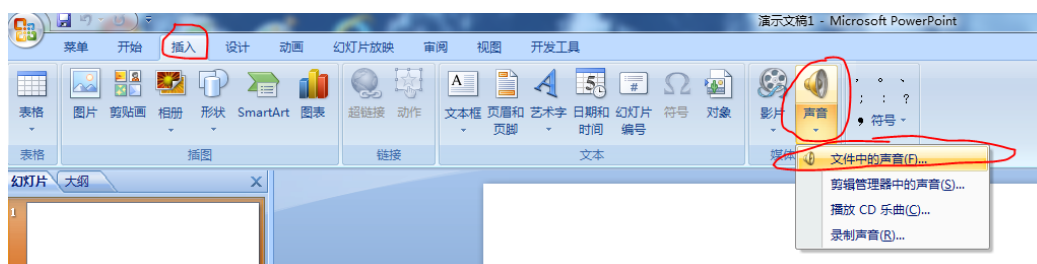 演示文稿1 - Microsoft PowerPoint
菜单 开始 插入 设计 动画 幻灯片放映 审阅 视图 开发工具
表格 图片 剪贴画 相册 形状 SmartArt 图表 超链接 动作 文本框 页眉和页脚 艺术字 日期和时间 幻灯片编号 符号 对象 影片 声音 符号
表格 插图 链接 文本 媒体
文件中的声音(F)...
幻灯片 大纲
剪辑管理器中的声音(S)...
1
播放 CD 乐曲(C)...
录制声音(R)...